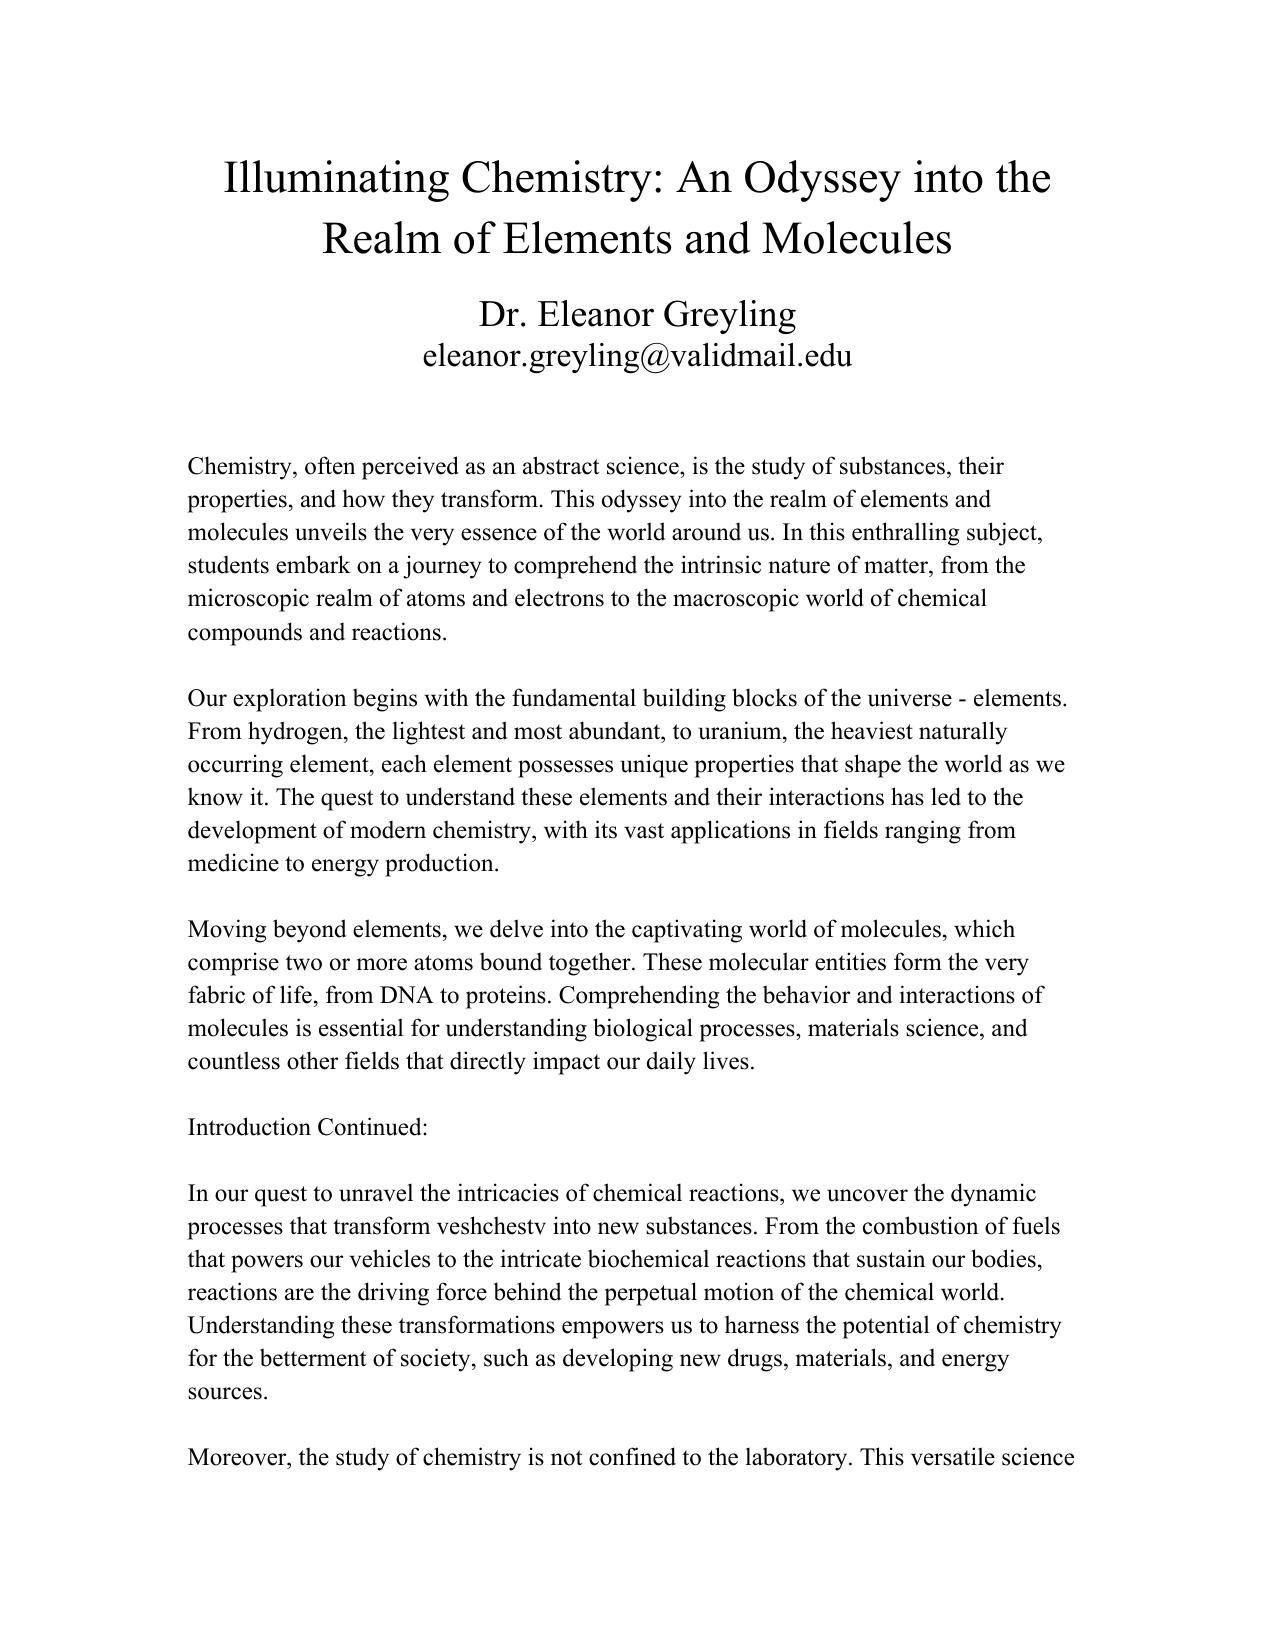 Illuminating Chemistry: An Odyssey into the
Realm of Elements and Molecules
Dr. Eleanor Greyling
eleanor.greyling@validmail.edu
Chemistry, often perceived as an abstract science, is the study of substances, their
properties, and how they transform. This odyssey into the realm of elements and
molecules unveils the very essence of the world around us. In this enthralling subject,
students embark on a journey to comprehend the intrinsic nature of matter, from the
microscopic realm of atoms and electrons to the macroscopic world of chemical
compounds and reactions.
Our exploration begins with the fundamental building blocks of the universe - elements.
From hydrogen, the lightest and most abundant, to uranium, the heaviest naturally
occurring element, each element possesses unique properties that shape the world as we
know it. The quest to understand these elements and their interactions has led to the
development of modern chemistry, with its vast applications in fields ranging from
medicine to energy production.
Moving beyond elements, we delve into the captivating world of molecules, which
comprise two or more atoms bound together. These molecular entities form the very
fabric of life, from DNA to proteins. Comprehending the behavior and interactions of
molecules is essential for understanding biological processes, materials science, and
countless other fields that directly impact our daily lives.
Introduction Continued:
In our quest to unravel the intricacies of chemical reactions, we uncover the dynamic
processes that transform veshchestv into new substances. From the combustion of fuels
that powers our vehicles to the intricate biochemical reactions that sustain our bodies,
reactions are the driving force behind the perpetual motion of the chemical world.
Understanding these transformations empowers us to harness the potential of chemistry
for the betterment of society, such as developing new drugs, materials, and energy
sources.
Moreover, the study of chemistry is not confined to the laboratory. This versatile science